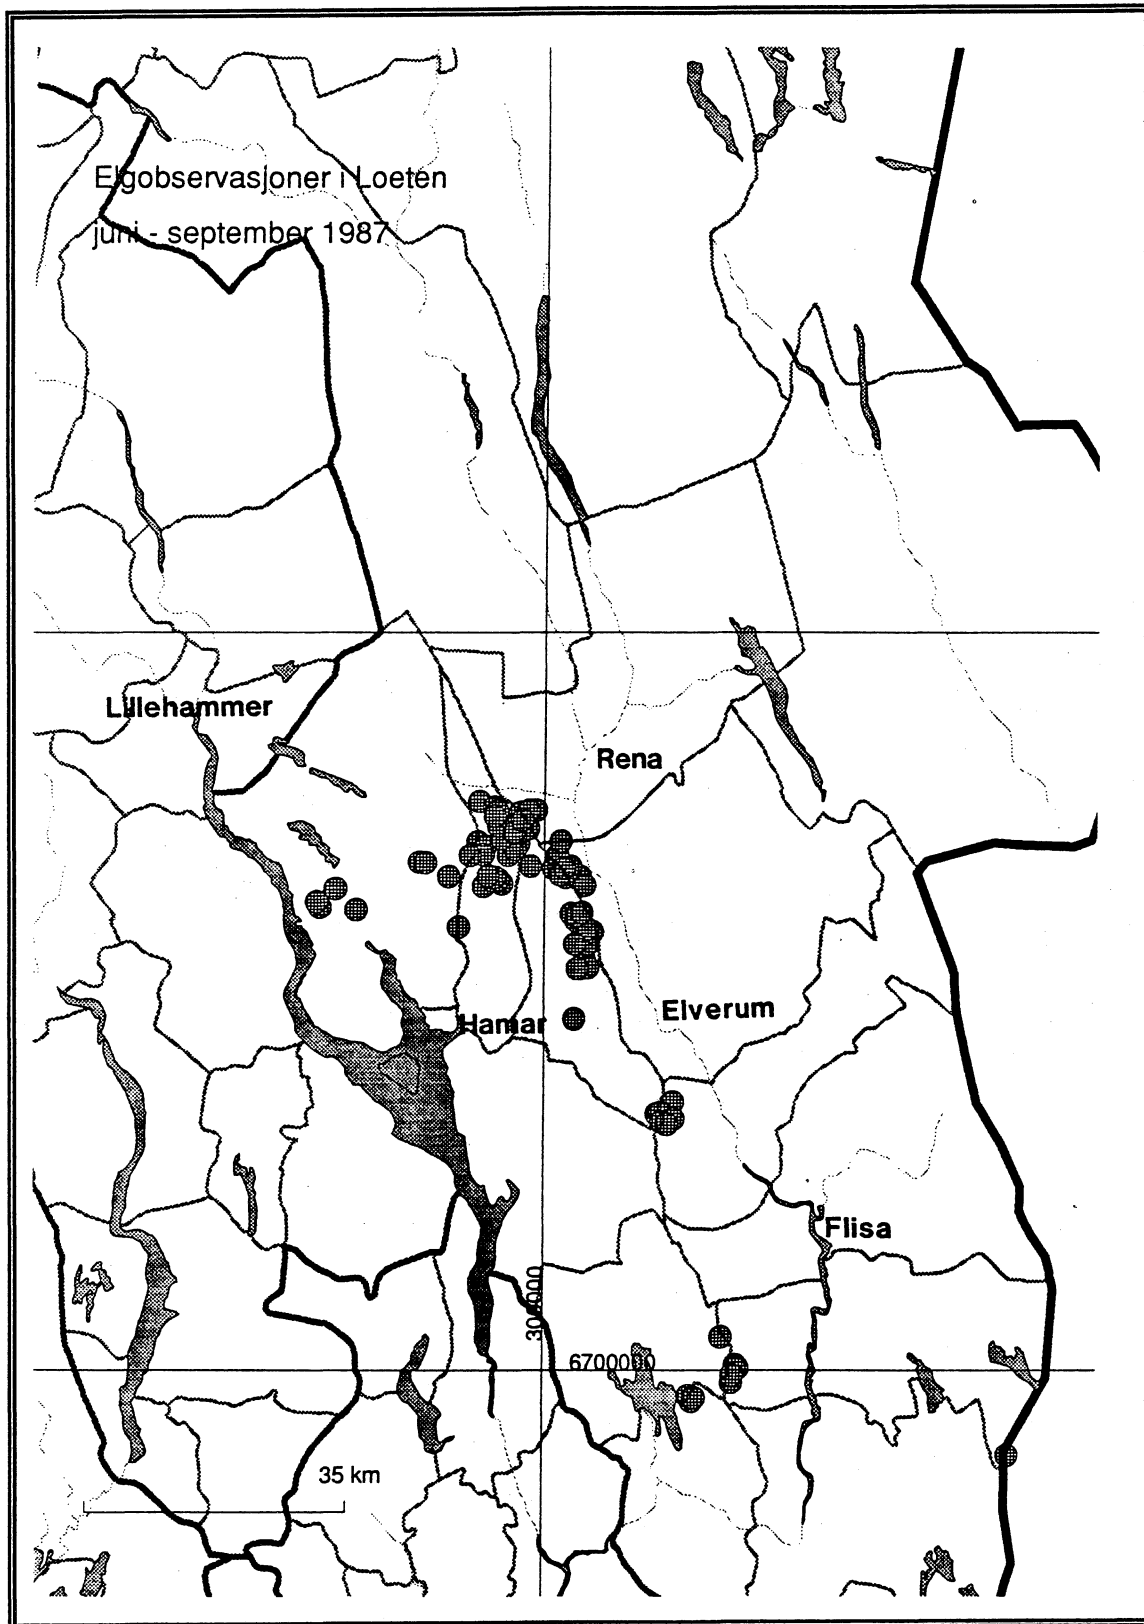 Elgobservasjoner i Loeten
juni - september 1987
Lillehammer
Rena
Elverum
Hamar
Flisa
300000
6700000
35 km